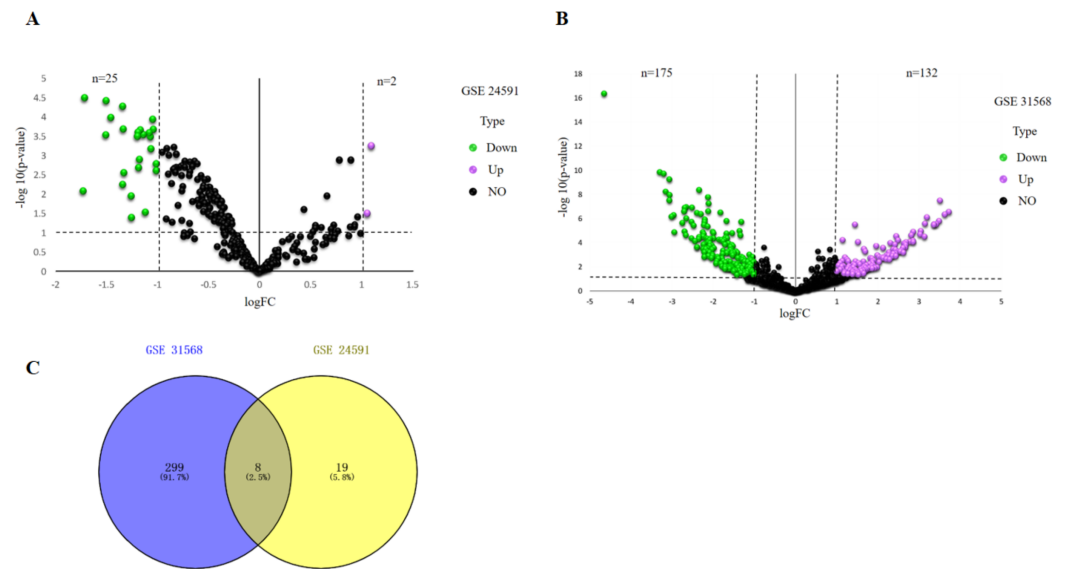 A
n=25
n=2
5
4.5
4
3.5
3
2.5
2
1.5
1
0.5
0
-log 10(p-value)
-2
-1.5
-1
-0.5
0
0.5
1
1.5
logFC
GSE 24591
Type
Down
Up
NO
B
n=175
n=132
18
16
14
12
10
8
6
4
2
0
-log 10(p-value)
-5
-4
-3
-2
-1
0
1
2
3
4
5
logFC
GSE 31568
Type
Down
Up
NO
C
GSE 31568
GSE 24591
299
(91.7%)
8
(2.5%)
19
(5.8%)